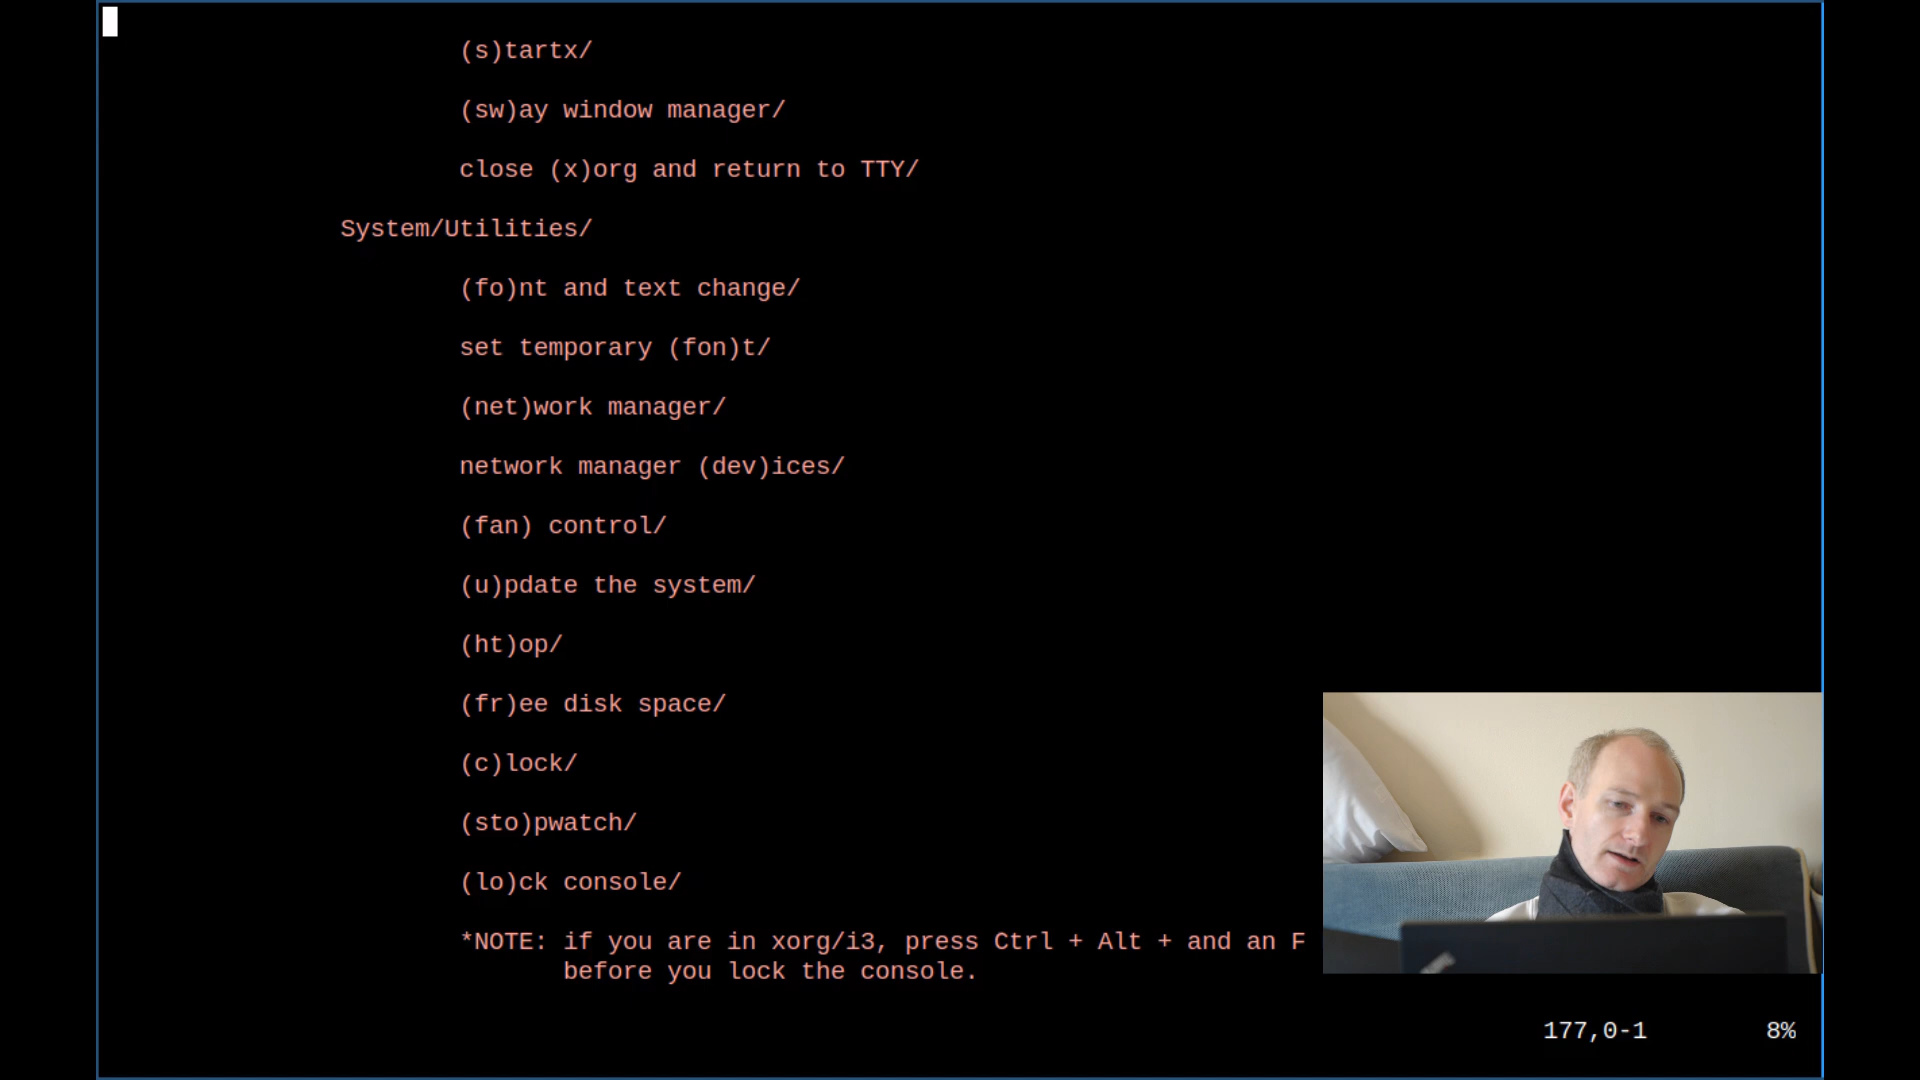 (s)tartx/
(sw)ay window manager/
close (x)org and return to TTY/
System/Utilities/
(fo)nt and text change/
set temporary (fon)t/
(net)work manager/
network manager (dev)ices/
(fan) control/
(u)pdate the system/
(ht)op/
(fr)ee disk space/
(c)lock/
(sto)pwatch/
(lo)ck console/
*NOTE: if you are in xorg/i3, press Ctrl + Alt + and an F
before you lock the console.
177,0-1 8%